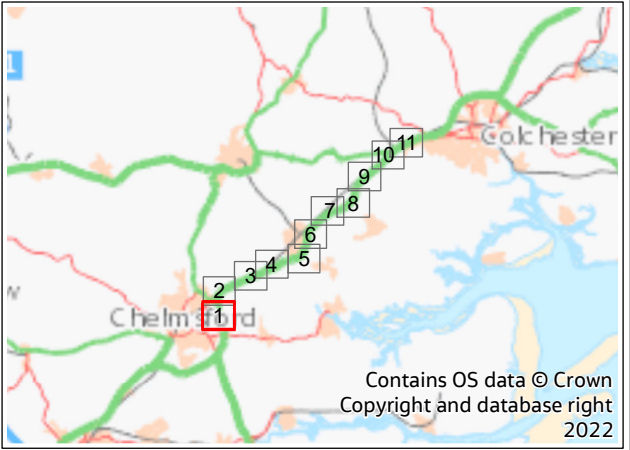 Colchester
11
10
9
8
7
6
5
4
3
2
1
Chelmsford
1
w
Contains OS data © Crown
Copyright and database right
2022